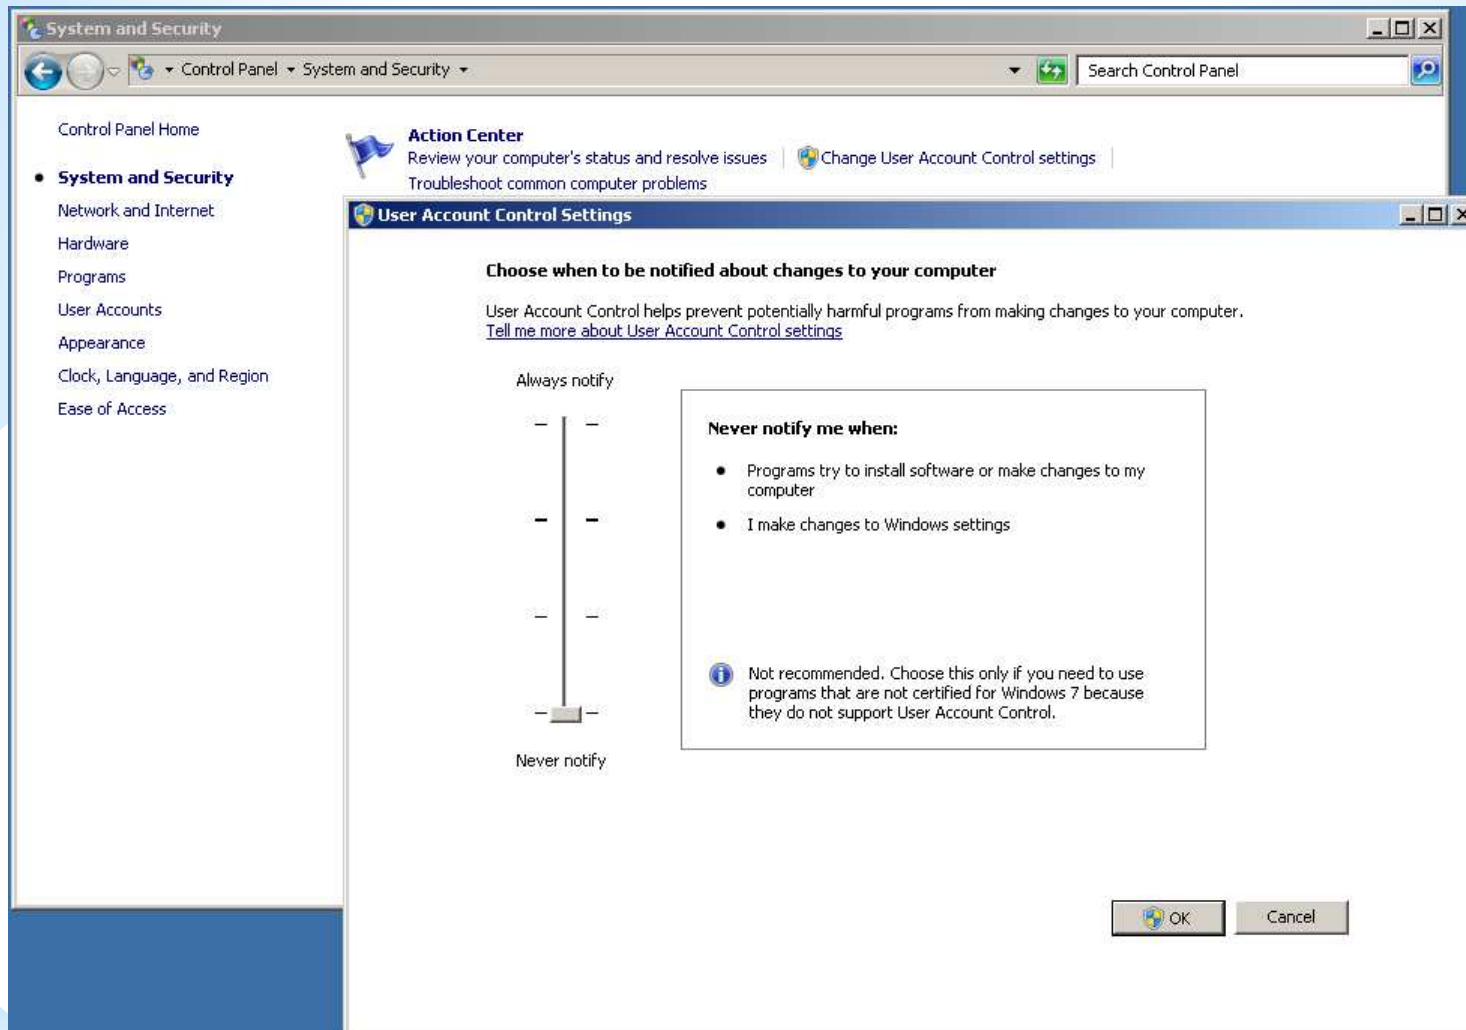 System and Security
Control Panel System and Security
Search Control Panel
Control Panel Home
System and Security
Network and Internet
Hardware
Programs
User Accounts
Appearance
Clock, Language, and Region
Ease of Access
Action Center
Review your computer's status and resolve issues
Change User Account Control settings
Troubleshoot common computer problems
User Account Control Settings
Choose when to be notified about changes to your computer
User Account Control helps prevent potentially harmful programs from making changes to your computer.
Tell me more about User Account Control settings
Always notify
Never notify me when:
Programs try to install software or make changes to my
computer
I make changes to Windows settings
Not recommended. Choose this only if you need to use
programs that are not certified for Windows 7 because
they do not support User Account Control.
Never notify
OK
Cancel